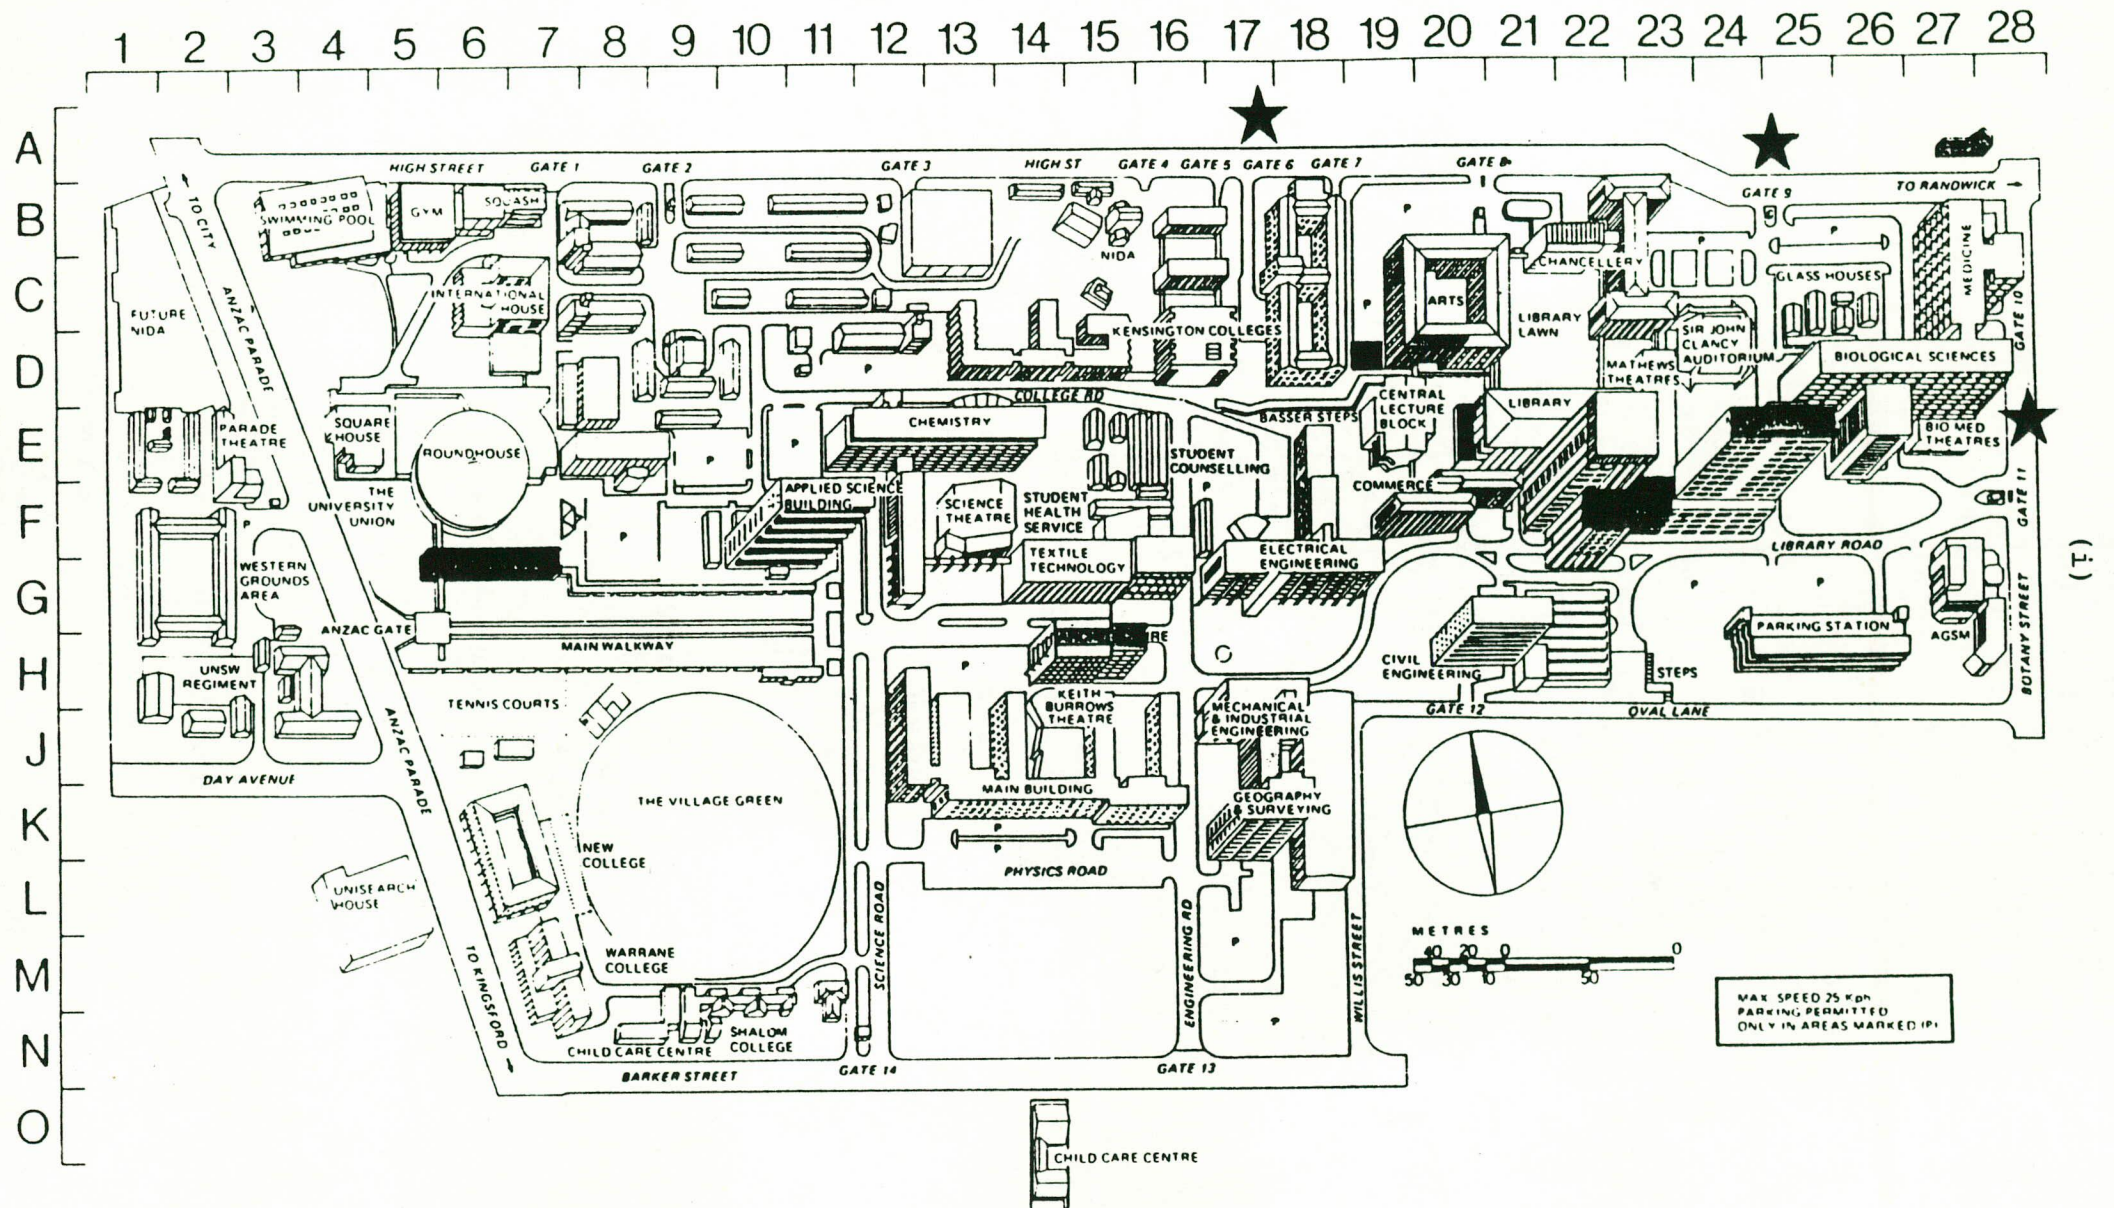 1 2 3 4 5 6 7 8 9 10 11 12 13 14 15 16 17 18 19 20 21 22 23 24 25 26 27 28
A
HIGH STREET GATE 1 GATE 2 GATE 3 HIGH ST GATE 4 GATE 5 GATE 6 GATE 7 GATE 8
GATE 9
TO RANDWICK →
B
TO CITY
SWIMMING POOL
GYM
SQUASH
P
P
P
NIDA
CHANCELLERY
MEDICINE
GLASS HOUSES
C
FUTURE
NIDA
ANZAC PARADE
INTERNATIONAL
HOUSE
KENSINGTON COLLEGES
P
ARTS
LIBRARY
LAWN
SIR JOHN
CLANCY
AUDITORIUM
GATE 10
D
P
MATHEWS
THEATRES
BIOLOGICAL SCIENCES
COLLEGE RD
CENTRAL
LECTURE
BLOCK
LIBRARY
BASSER STEPS
E
PARADE
THEATRE
SQUARE
HOUSE
ROUNDHOUSE
P
P
CHEMISTRY
STUDENT
COUNSELLING
BIO MED
THEATRES
COMMERCE
P
F
THE
UNIVERSITY
UNION
P
P
APPLIED SCIENCE
BUILDING
SCIENCE
THEATRE
STUDENT
HEALTH
SERVICE
GATE 11
LIBRARY ROAD
TEXTILE
TECHNOLOGY
ELECTRICAL
ENGINEERING
G
WESTERN
GROUNDS
AREA
P
P
ANZAC GATE
PARKING STATION
AGSM
BOTANY STREET
(i)
MAIN WALKWAY
H
UNSW
REGIMENT
P
CIVIL
ENGINEERING
STEPS
TENNIS COURTS
KEITH
BURROWS
THEATRE
MECHANICAL
& INDUSTRIAL
ENGINEERING
GATE 12
OVAL LANE
J
ANZAC PARADE
DAY AVENUE
MAIN BUILDING
THE VILLAGE GREEN
GEOGRAPHY
& SURVEYING
K
P
P
NEW
COLLEGE
PHYSICS ROAD
L
UNISEARCH
HOUSE
SCIENCE ROAD
ENGINEERING RD
WILLIS STREET
METRES
40 20 0 0
50 30 10 50
M
TO KINGSFORD →
WARRANE
COLLEGE
P
P
MAX SPEED 25 Kph
PARKING PERMITTED
ONLY IN AREAS MARKED (P)
N
SHALOM
COLLEGE
CHILD CARE CENTRE
BARKER STREET
GATE 14
GATE 13
O
CHILD CARE CENTRE